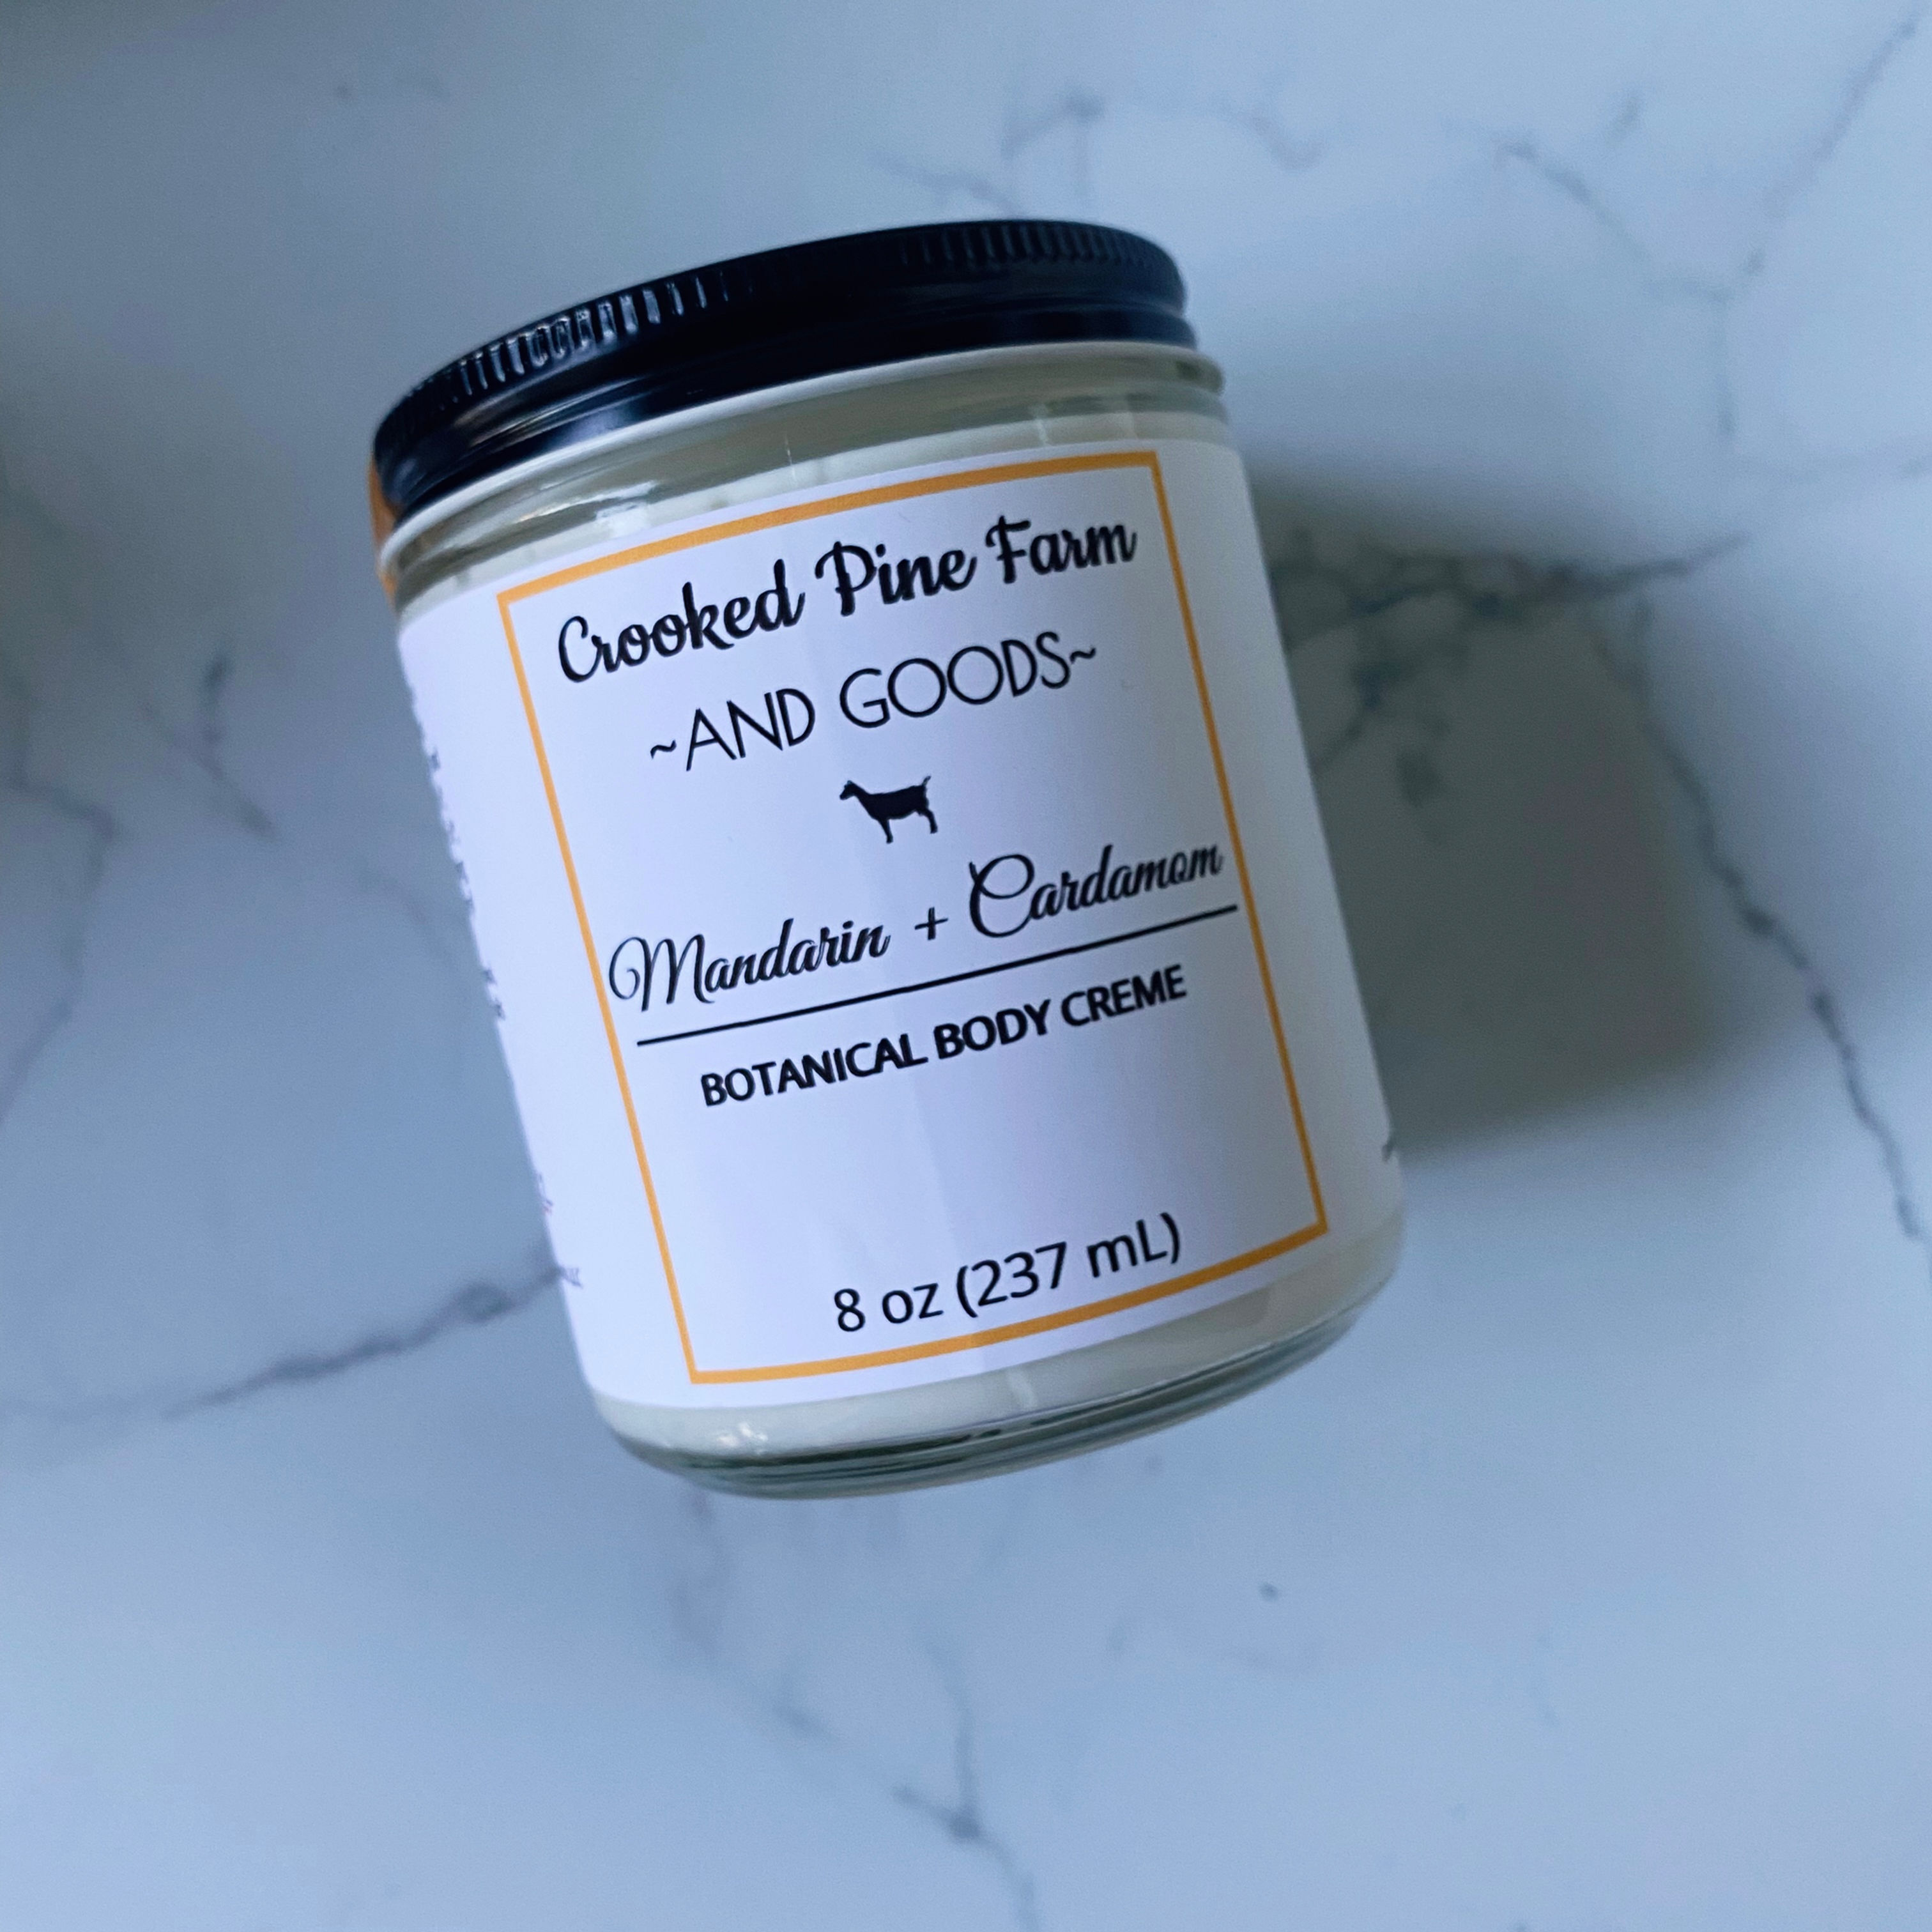 Crooked Pine Farm
~AND GOODS~
Mandarin + Cardamom
BOTANICAL BODY CREME
8 oz (237 mL)